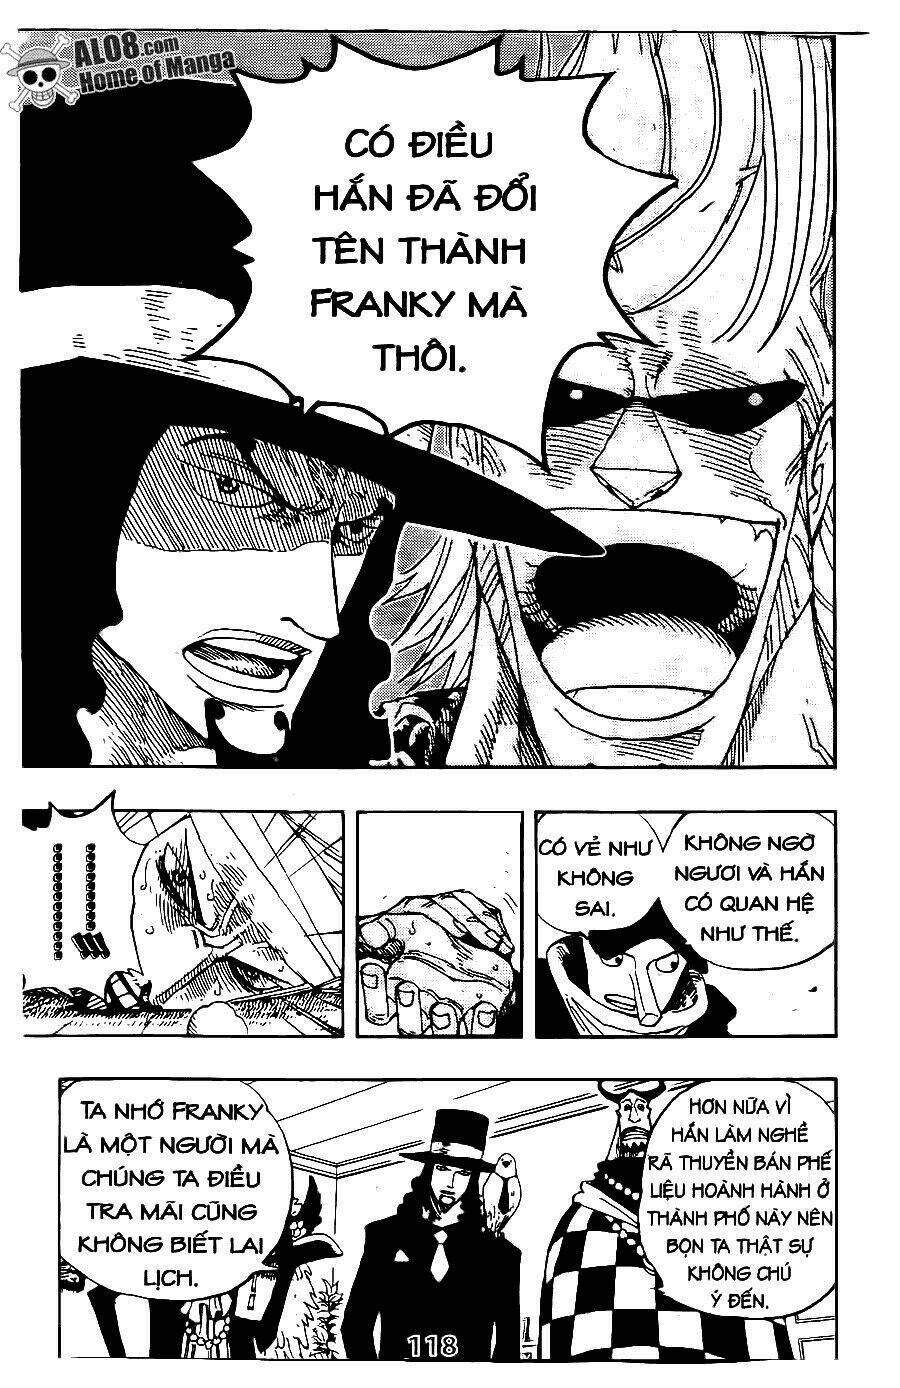 ALO8.com
Home of Manga
CÓ ĐIỀU
HẮN ĐÃ ĐỔI
TÊN THÀNH
FRANKY MÀ
THÔI.
KHÔNG NGỜ
NGƯƠI VÀ HẮN
CÓ QUAN HỆ
NHƯ THẾ.
CÓ VẺ NHƯ
KHÔNG
SAI.
!!
HƠN NỮA VÌ
HẮN LÀM NGHỀ
RÃ THUYỀN BÁN PHẾ
LIỆU HOÀNH HÀNH Ở
THÀNH PHỐ NÀY NÊN
BỌN TA THẬT SỰ
KHÔNG CHÚ
Ý ĐẾN.
TA NHỚ FRANKY
LÀ MỘT NGƯỜI MÀ
CHÚNG TA ĐIỀU
TRA MÃI CŨNG
KHÔNG BIẾT LAI
LỊCH.
118